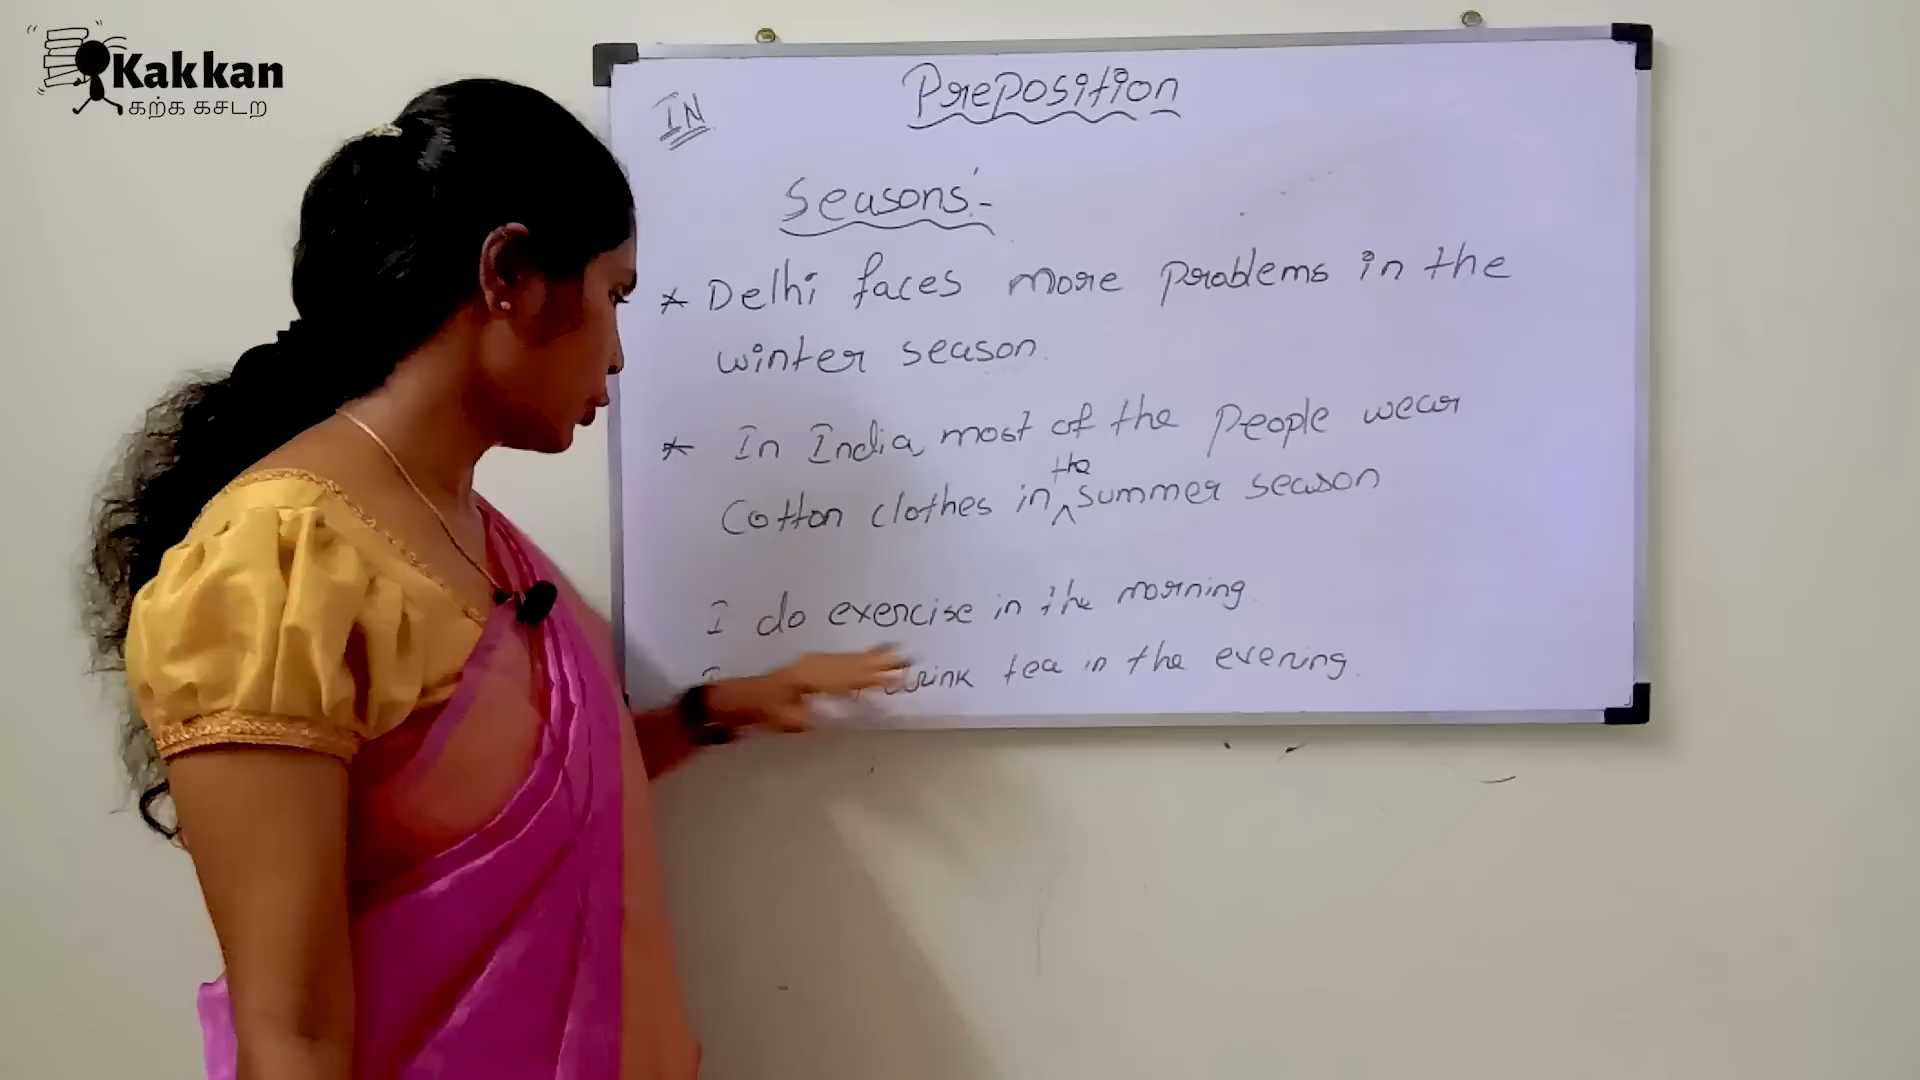 Kakkan
கற்க கசடற
IN
Preposition
Seasons:-
* Delhi faces more problems in the
winter season.
* In India, most of the people wear
the
Cotton clothes in ^ summer season
I do exercise in the morning.
I drink tea in the evening.